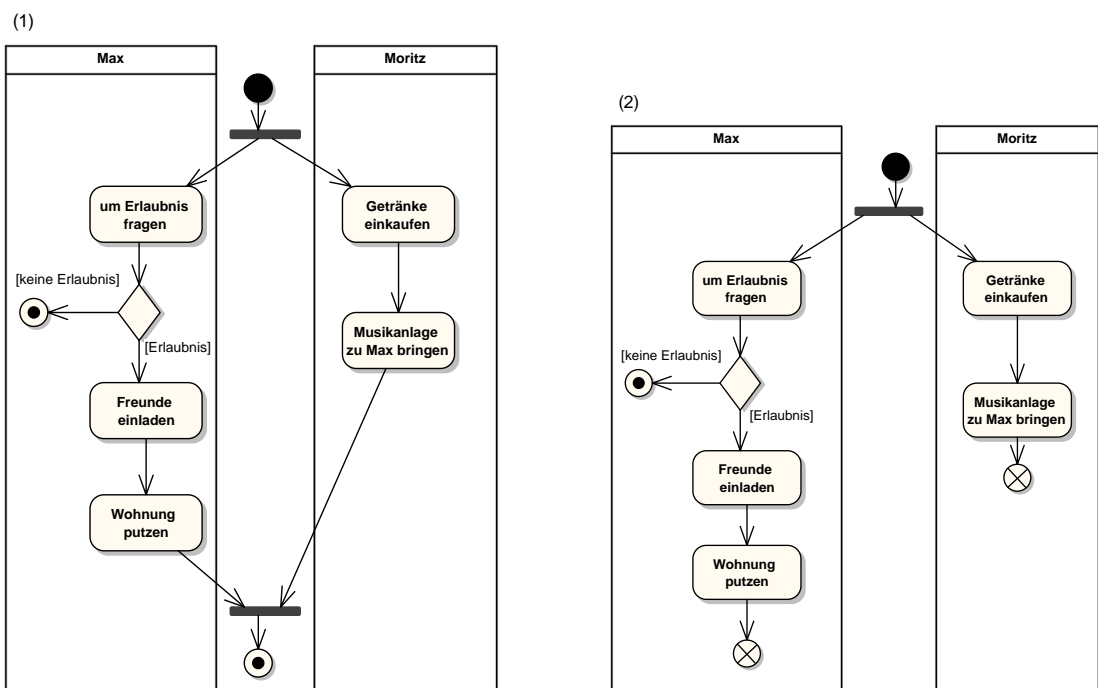 (1)
Max
Moritz
um Erlaubnis
fragen
Getränke
einkaufen
[keine Erlaubnis]
[Erlaubnis]
Musikanlage
zu Max bringen
Freunde
einladen
Wohnung
putzen
(2)
Max
Moritz
um Erlaubnis
fragen
Getränke
einkaufen
[keine Erlaubnis]
[Erlaubnis]
Musikanlage
zu Max bringen
Freunde
einladen
Wohnung
putzen